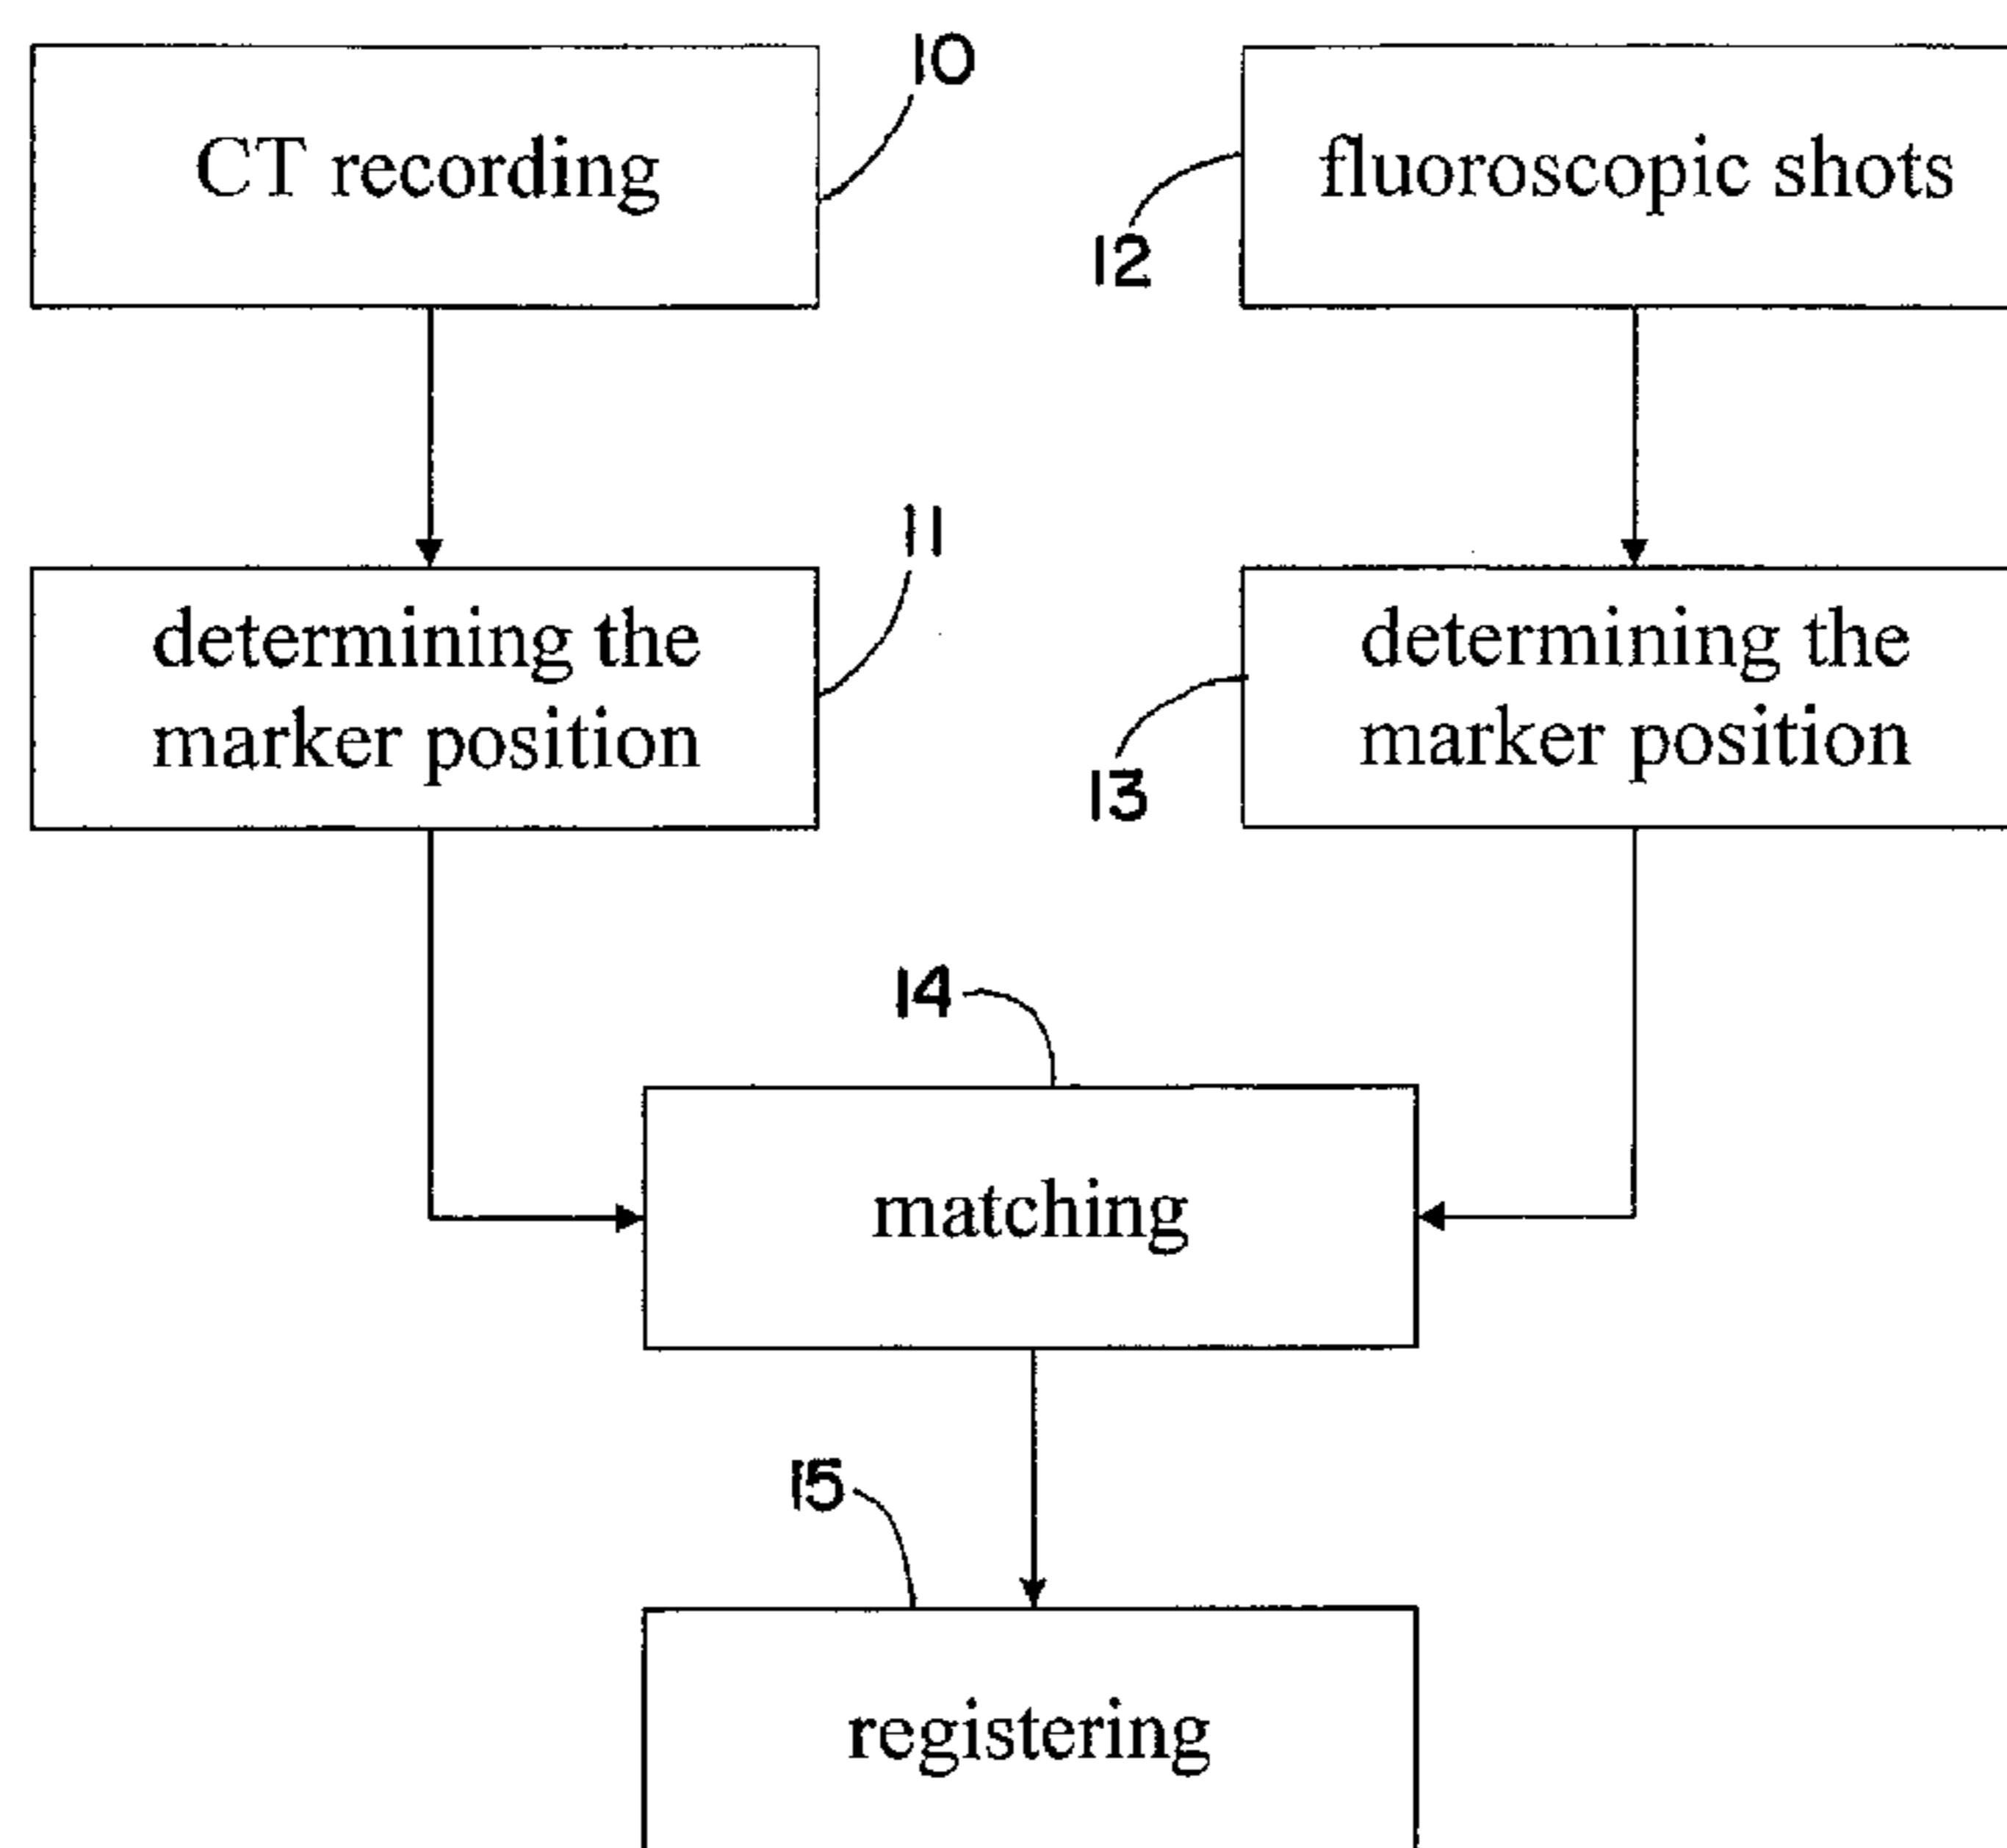 10
CT recording
12
fluoroscopic shots
11
determining the
marker position
13
determining the
marker position
14
matching
15
registering